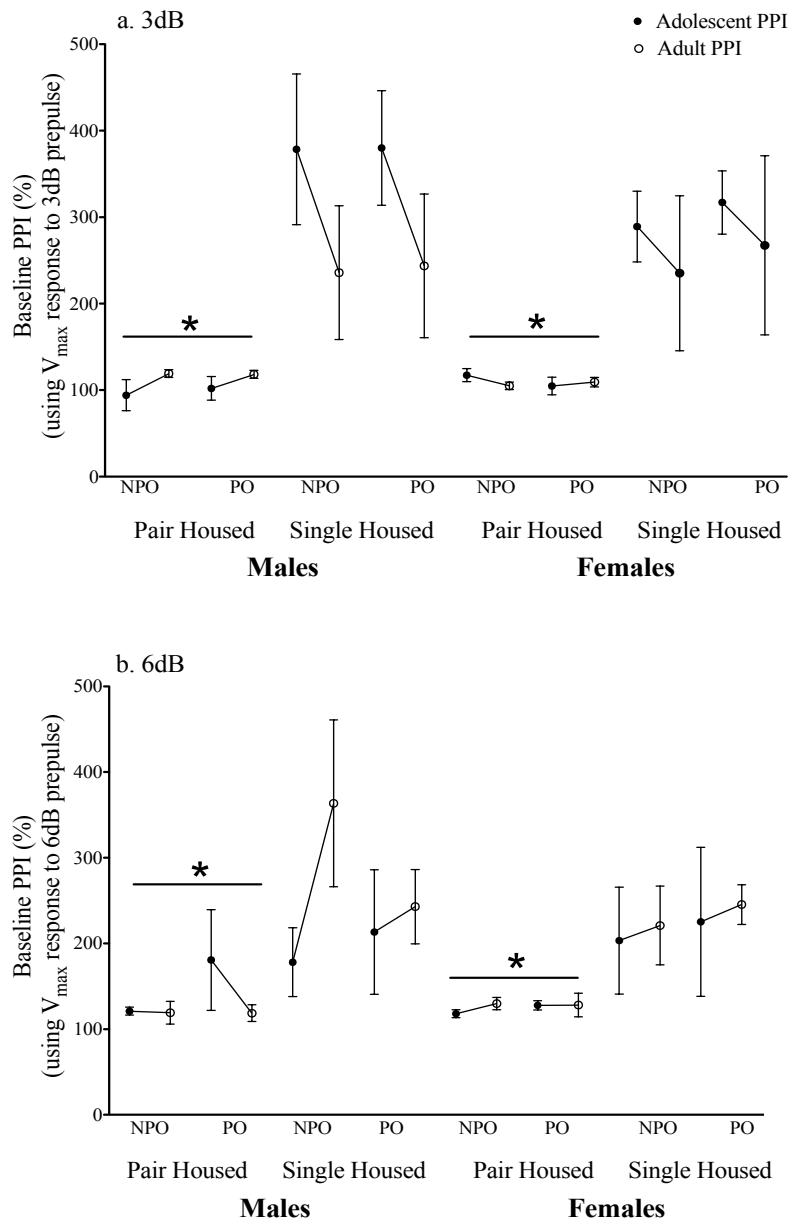 a. 3dB
Adolescent PPI
Adult PPI
Baseline PPI (%)
(using Vmax response to 3dB prepulse)
500
400
300
200
100
0
*
*
NPO PO NPO PO NPO PO NPO PO
Pair Housed Single Housed Pair Housed Single Housed
Males Females
b. 6dB
Baseline PPI (%)
(using Vmax response to 6dB prepulse)
500
400
300
200
100
0
*
*
NPO PO NPO PO NPO PO NPO PO
Pair Housed Single Housed Pair Housed Single Housed
Males Females